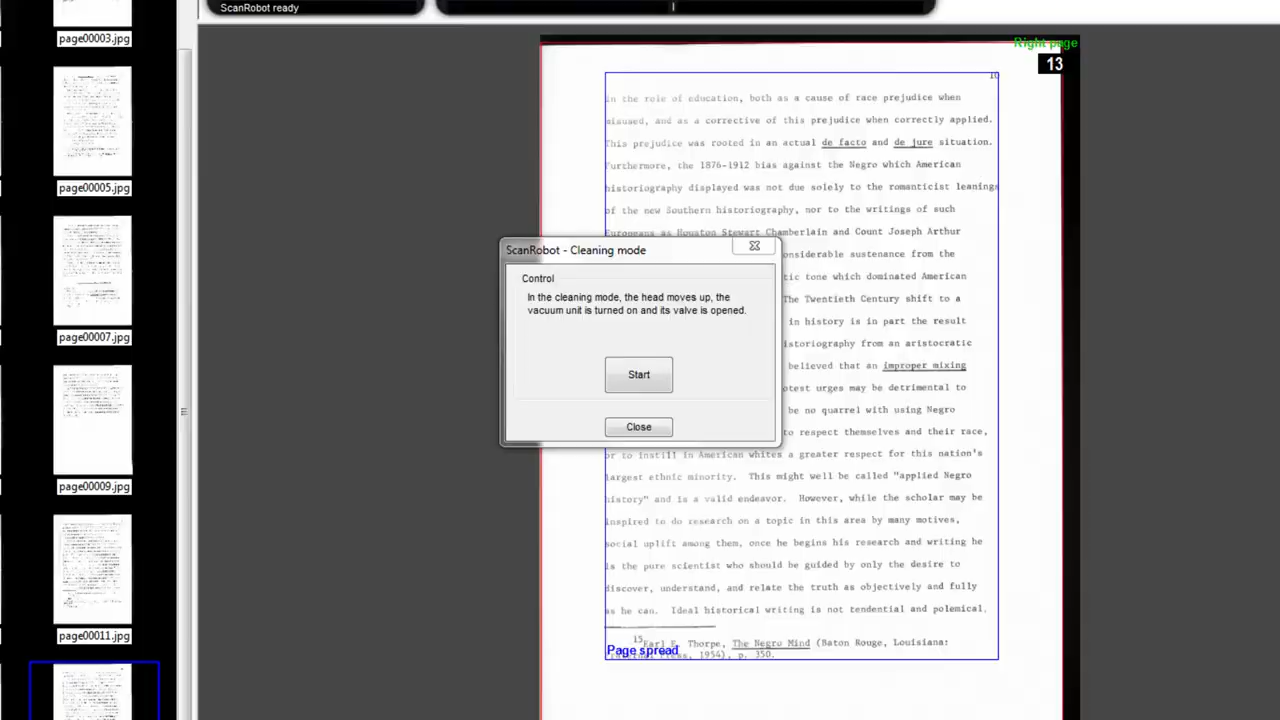 ScanRobot ready
page00003.jpg
page00005.jpg
page00007.jpg
page00009.jpg
page00011.jpg
Right page
13
in the role of education, both as a cause of race prejudice when
misused, and as a corrective of this prejudice when correctly applied.
This prejudice was rooted in an actual de facto and de jure situation.
Furthermore, the 1876-1912 bias against the Negro which American
historiography displayed was not due solely to the romanticist leanings
of the new Southern historiography, nor to the writings of such
Europeans as Houston Stewart Chamberlain and Count Joseph Arthur
onsiderable sustenance from the
tic tone which dominated American
The Twentieth Century shift to a
in history is in part the result
istoriography from an aristocratic
believed that an improper mixing
otest urges may be detrimental to
be no quarrel with using Negro
to respect themselves and their race,
or to instill in American whites a greater respect for this nation's
largest ethnic minority. This might well be called "applied Negro
history" and is a valid endeavor. However, while the scholar may be
inspired to do research on a topic in this area by many motives,
social uplift among them, once he begins his research and writing he
is the pure scientist who should be guided by only the desire to
discover, understand, and relate the truth as objectively and fully
as he can. Ideal historical writing is not tendential and polemical.
15Earl E. Thorpe, The Negro Mind (Baton Rouge, Louisiana:
Press, 1954), p. 350.
Page spread
ScanRobot - Cleaning mode
Control
In the cleaning mode, the head moves up, the
vacuum unit is turned on and its valve is opened.
Start
Close